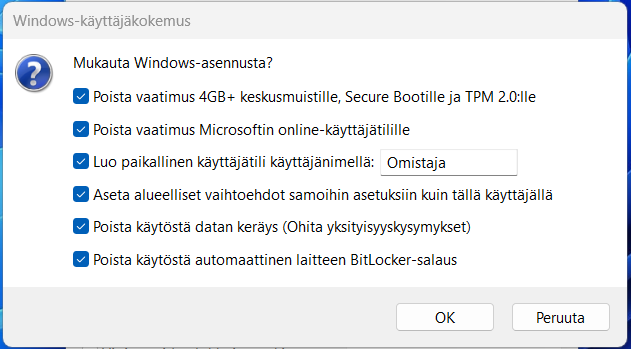 Windows-käyttäjäkokemus
Mukauta Windows-asennusta?
Poista vaatimus 4GB+ keskusmuistille, Secure Bootille ja TPM 2.0:lle
Poista vaatimus Microsoftin online-käyttäjätilille
Luo paikallinen käyttäjätili käyttäjänimellä: Omistaja
Aseta alueelliset vaihtoehdot samoihin asetuksiin kuin tällä käyttäjällä
Poista käytöstä datan keräys (Ohita yksityisyyskysymykset)
Poista käytöstä automaattinen laitteen BitLocker-salaus
OK Peruuta